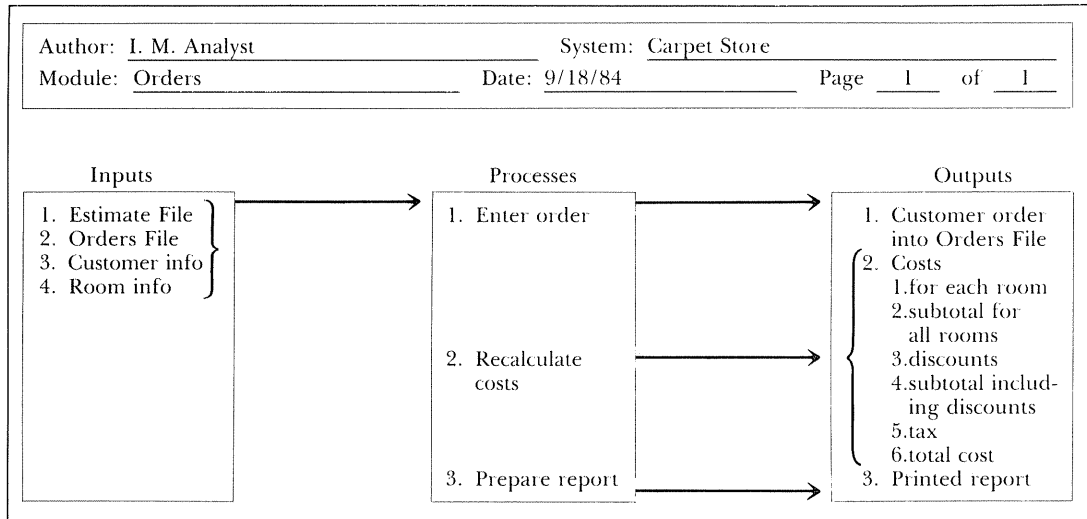 Author: I. M. Analyst System: Carpet Store
Module: Orders Date: 9/18/84 Page 1 of 1
Inputs
1. Estimate File
2. Orders File
3. Customer info
4. Room info
Processes
1. Enter order
2. Recalculate
costs
3. Prepare report
Outputs
1. Customer order
into Orders File
2. Costs
1.for each room
2.subtotal for
all rooms
3.discounts
4.subtotal includ-
ing discounts
5.tax
6.total cost
3. Printed report